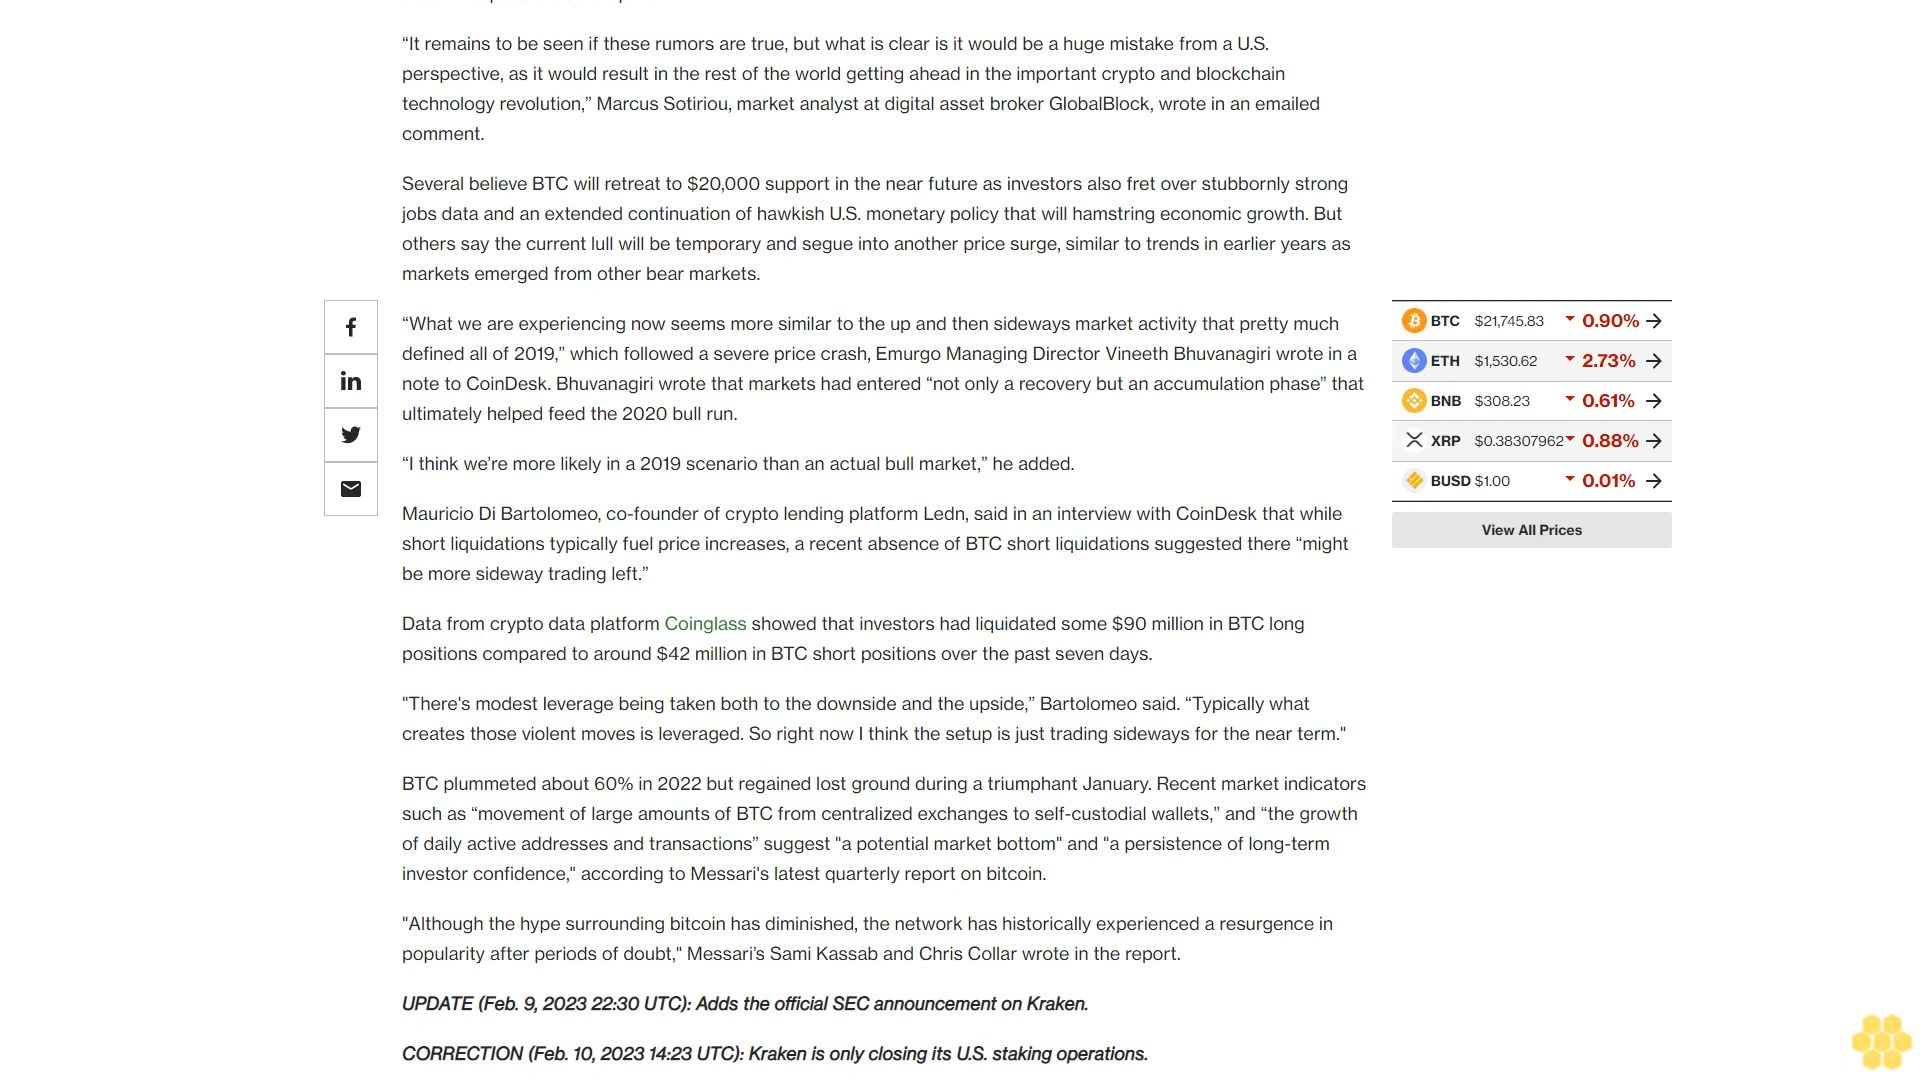 “It remains to be seen if these rumors are true, but what is clear is it would be a huge mistake from a U.S.
perspective, as it would result in the rest of the world getting ahead in the important crypto and blockchain
technology revolution,” Marcus Sotiriou, market analyst at digital asset broker GlobalBlock, wrote in an emailed
comment.
Several believe BTC will retreat to $20,000 support in the near future as investors also fret over stubbornly strong
jobs data and an extended continuation of hawkish U.S. monetary policy that will hamstring economic growth. But
others say the current lull will be temporary and segue into another price surge, similar to trends in earlier years as
markets emerged from other bear markets.
“What we are experiencing now seems more similar to the up and then sideways market activity that pretty much
defined all of 2019,” which followed a severe price crash, Emurgo Managing Director Vineeth Bhuvanagiri wrote in a
note to CoinDesk. Bhuvanagiri wrote that markets had entered “not only a recovery but an accumulation phase” that
ultimately helped feed the 2020 bull run.
“I think we’re more likely in a 2019 scenario than an actual bull market,” he added.
Mauricio Di Bartolomeo, co-founder of crypto lending platform Ledn, said in an interview with CoinDesk that while
short liquidations typically fuel price increases, a recent absence of BTC short liquidations suggested there “might
be more sideway trading left.”
Data from crypto data platform Coinglass showed that investors had liquidated some $90 million in BTC long
positions compared to around $42 million in BTC short positions over the past seven days.
"There's modest leverage being taken both to the downside and the upside,” Bartolomeo said. “Typically what
creates those violent moves is leveraged. So right now I think the setup is just trading sideways for the near term."
BTC plummeted about 60% in 2022 but regained lost ground during a triumphant January. Recent market indicators
such as “movement of large amounts of BTC from centralized exchanges to self-custodial wallets,” and “the growth
of daily active addresses and transactions” suggest "a potential market bottom" and "a persistence of long-term
investor confidence," according to Messari's latest quarterly report on bitcoin.
"Although the hype surrounding bitcoin has diminished, the network has historically experienced a resurgence in
popularity after periods of doubt," Messari’s Sami Kassab and Chris Collar wrote in the report.
UPDATE (Feb. 9, 2023 22:30 UTC): Adds the official SEC announcement on Kraken.
CORRECTION (Feb. 10, 2023 14:23 UTC): Kraken is only closing its U.S. staking operations.
BTC $21,745.83 0.90%
ETH $1,530.62 2.73%
BNB $308.23 0.61%
XRP $0.38307962 0.88%
BUSD $1.00 0.01%
View All Prices